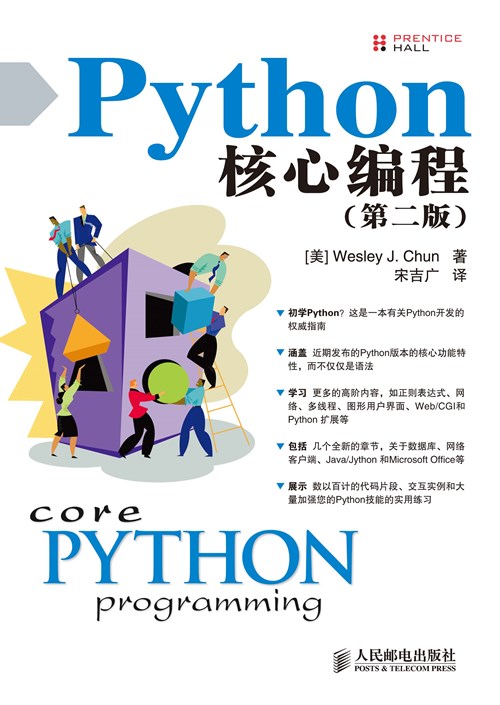 PRENTICE
HALL
Python
核心编程
（第二版）
[美] Wesley J. Chun 著
宋吉广 译
▼ 初学Python？这是一本有关Python开发的
权威指南
▼ 涵盖 近期发布的Python版本的核心功能特
性，而不仅仅是语法
▼ 学习 更多的高阶内容，如正则表达式、网
络、多线程、图形用户界面、Web/CGI和
Python 扩展等
▼ 包括 几个全新的章节，关于数据库、网络
客户端、Java/Jython 和Microsoft Office等
▼ 展示 数以百计的代码片段、交互实例和大
量加强您的Python技能的实用练习
core
PYTHON
programming
人民邮电出版社
POSTS & TELECOM PRESS